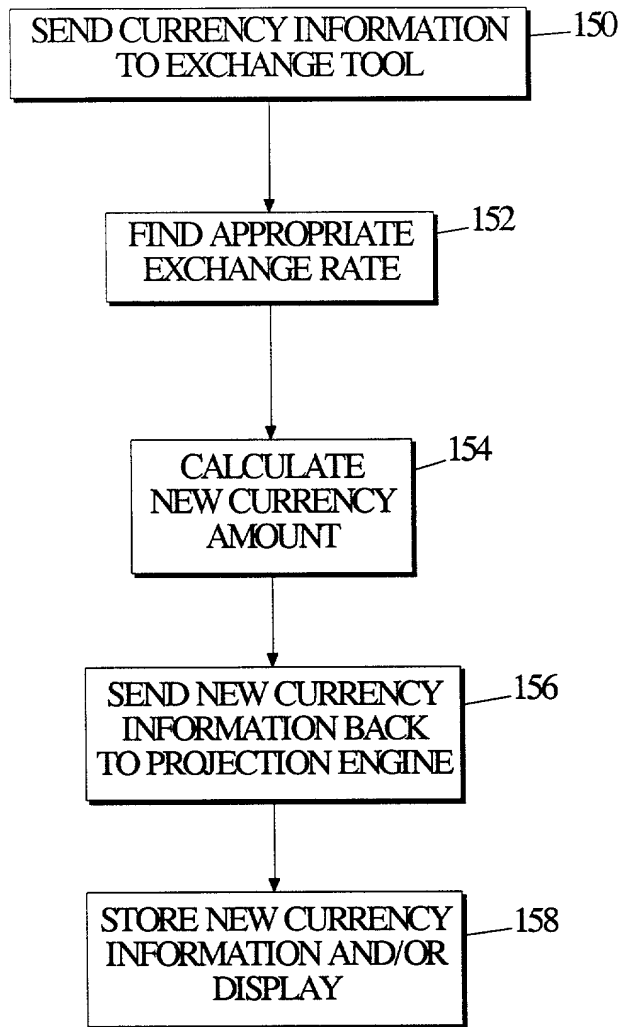 SEND CURRENCY INFORMATION
TO EXCHANGE TOOL
150
FIND APPROPRIATE
EXCHANGE RATE
152
CALCULATE
NEW CURRENCY
AMOUNT
154
SEND NEW CURRENCY
INFORMATION BACK
TO PROJECTION ENGINE
156
STORE NEW CURRENCY
INFORMATION AND/OR
DISPLAY
158